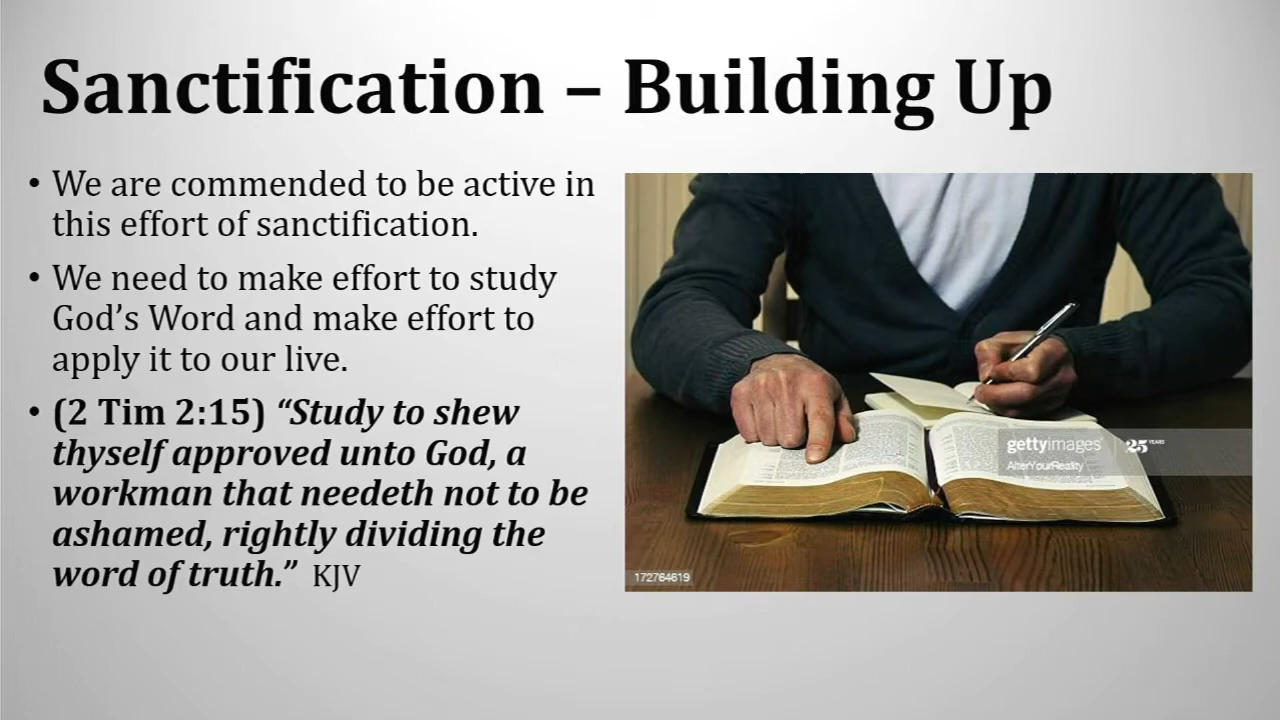 Sanctification – Building Up
• We are commended to be active in
this effort of sanctification.
• We need to make effort to study
God’s Word and make effort to
apply it to our live.
• (2 Tim 2:15) “Study to shew
thyself approved unto God, a
workman that needeth not to be
ashamed, rightly dividing the
word of truth.” KJV
gettyimages® 25 YEARS
AlterYourReality
172764619